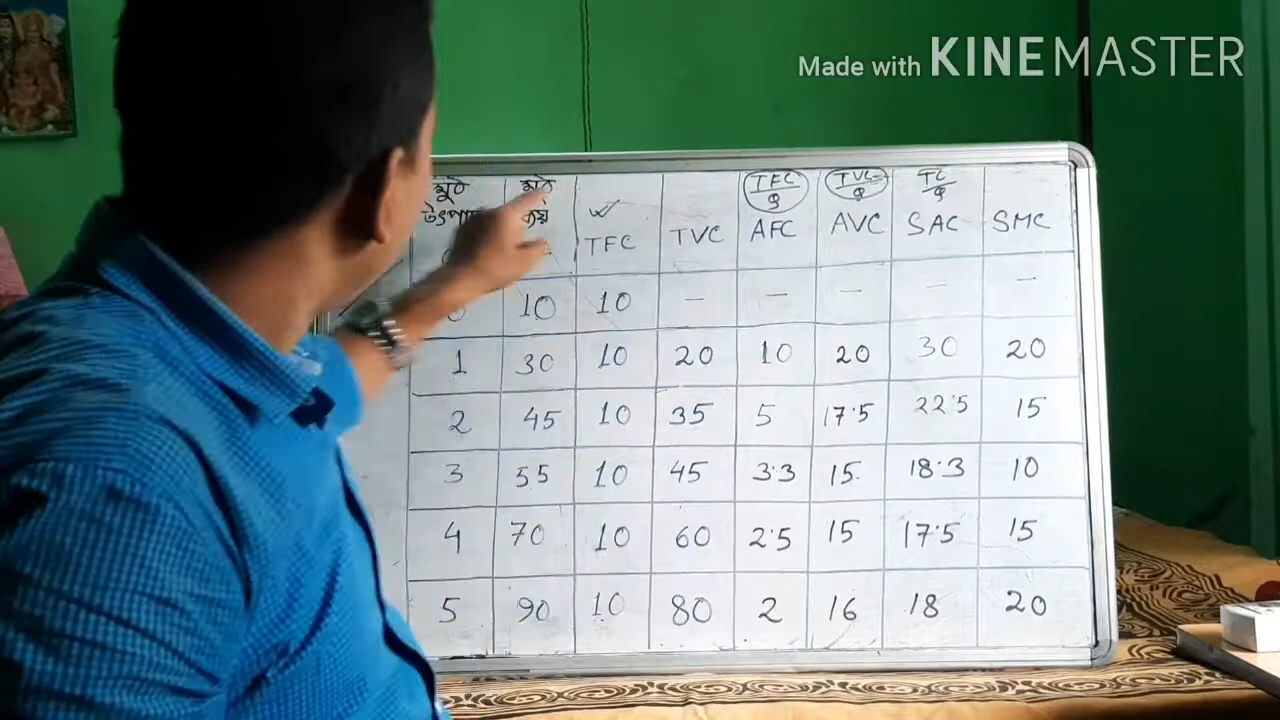 Made with KINEMASTER
মুঠ মুঠ TFC/Q TVC/Q TC/Q
ব্যয় TFC TVC AFC AVC SAC SMC
0 10 10 — — — — —
1 30 10 20 10 20 30 20
2 45 10 35 5 17.5 22.5 15
3 55 10 45 3.3 15. 18.3 10
4 70 10 60 2.5 15 17.5 15
5 90 10 80 2 16 18 20